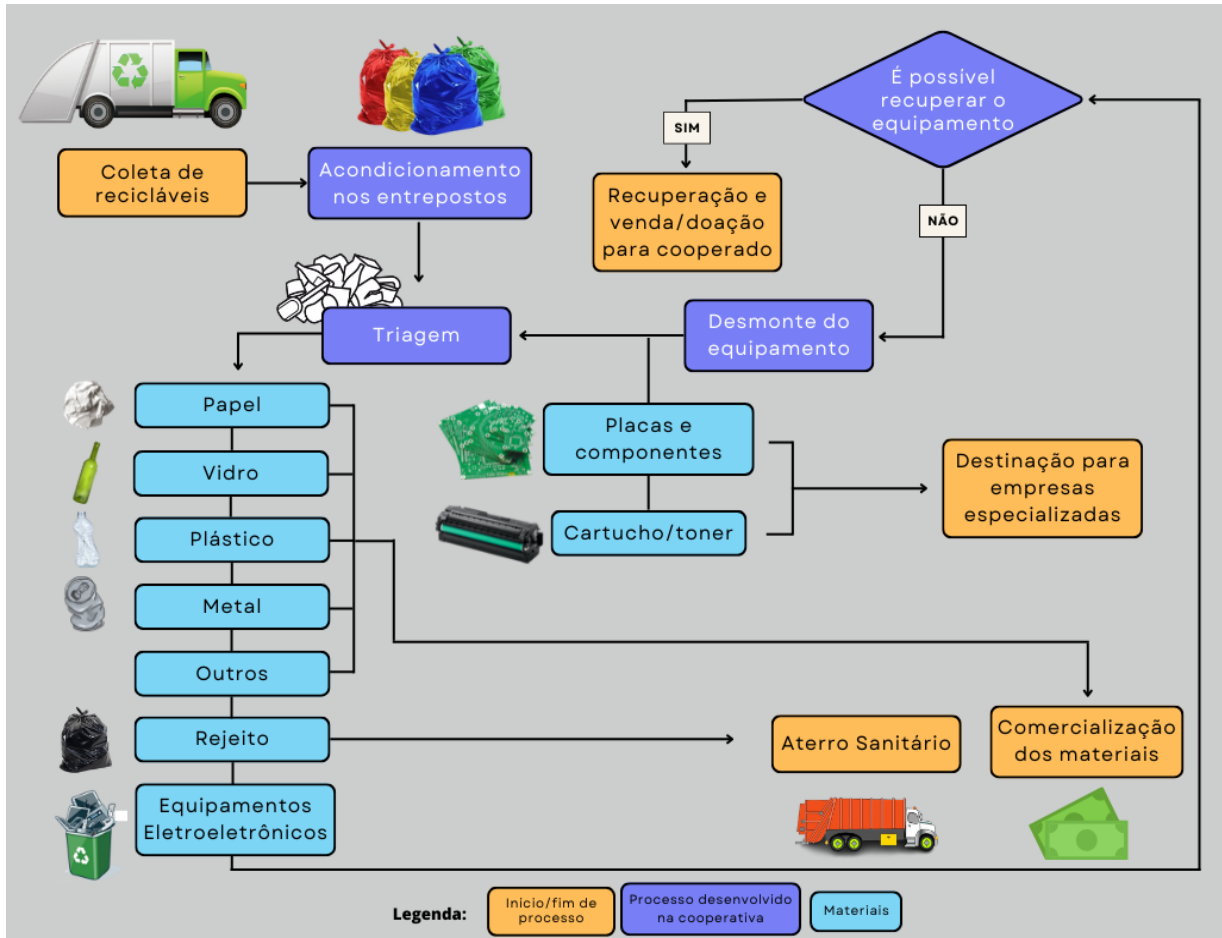 Coleta de
recicláveis
Acondicionamento
nos entrepostos
É possível
recuperar o
equipamento
SIM
Recuperação e
venda/doação
para cooperado
NÃO
Triagem
Desmonte do
equipamento
Papel
Vidro
Plástico
Metal
Outros
Rejeito
Equipamentos
Eletroeletrônicos
Placas e
componentes
Cartucho/toner
Destinação para
empresas
especializadas
Aterro Sanitário
Comercialização
dos materiais
Legenda:
Inicio/fim de
processo
Processo desenvolvido
na cooperativa
Materiais